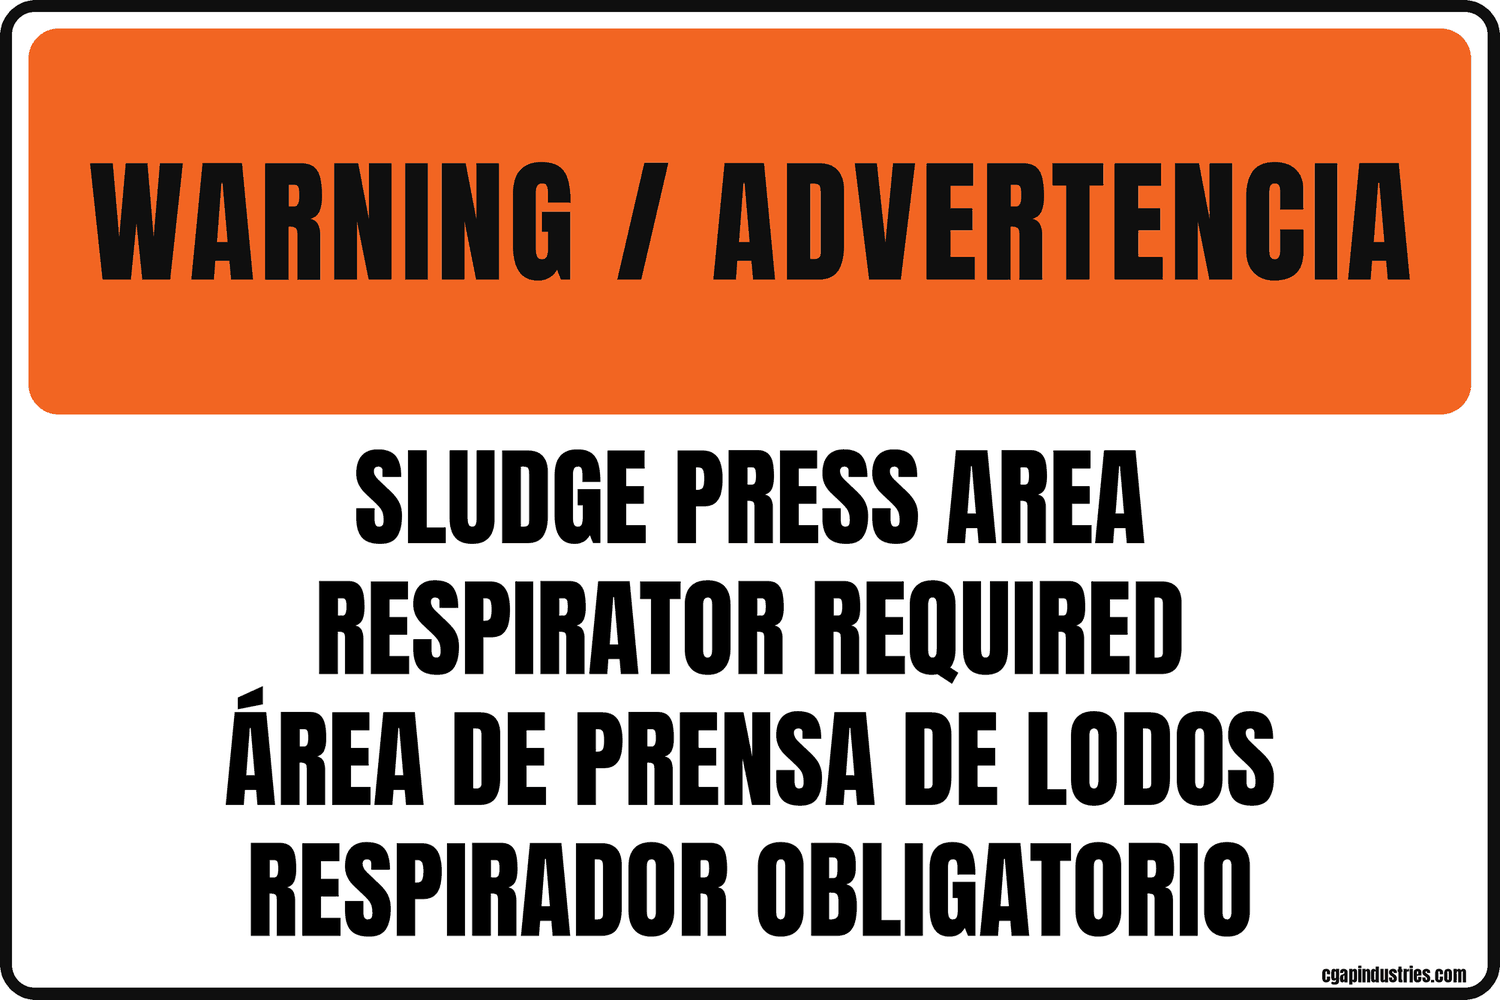 WARNING / ADVERTENCIA
SLUDGE PRESS AREA
RESPIRATOR REQUIRED
ÁREA DE PRENSA DE LODOS
RESPIRADOR OBLIGATORIO
cgapindustries.com